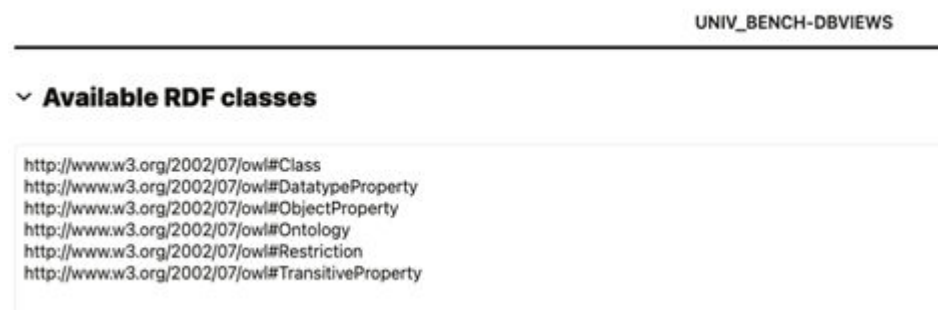 UNIV_BENCH-DBVIEWS
Available RDF classes
http://www.w3.org/2002/07/owl#Class
http://www.w3.org/2002/07/owl#DatatypeProperty
http://www.w3.org/2002/07/owl#ObjectProperty
http://www.w3.org/2002/07/owl#Ontology
http://www.w3.org/2002/07/owl#Restriction
http://www.w3.org/2002/07/owl#TransitiveProperty